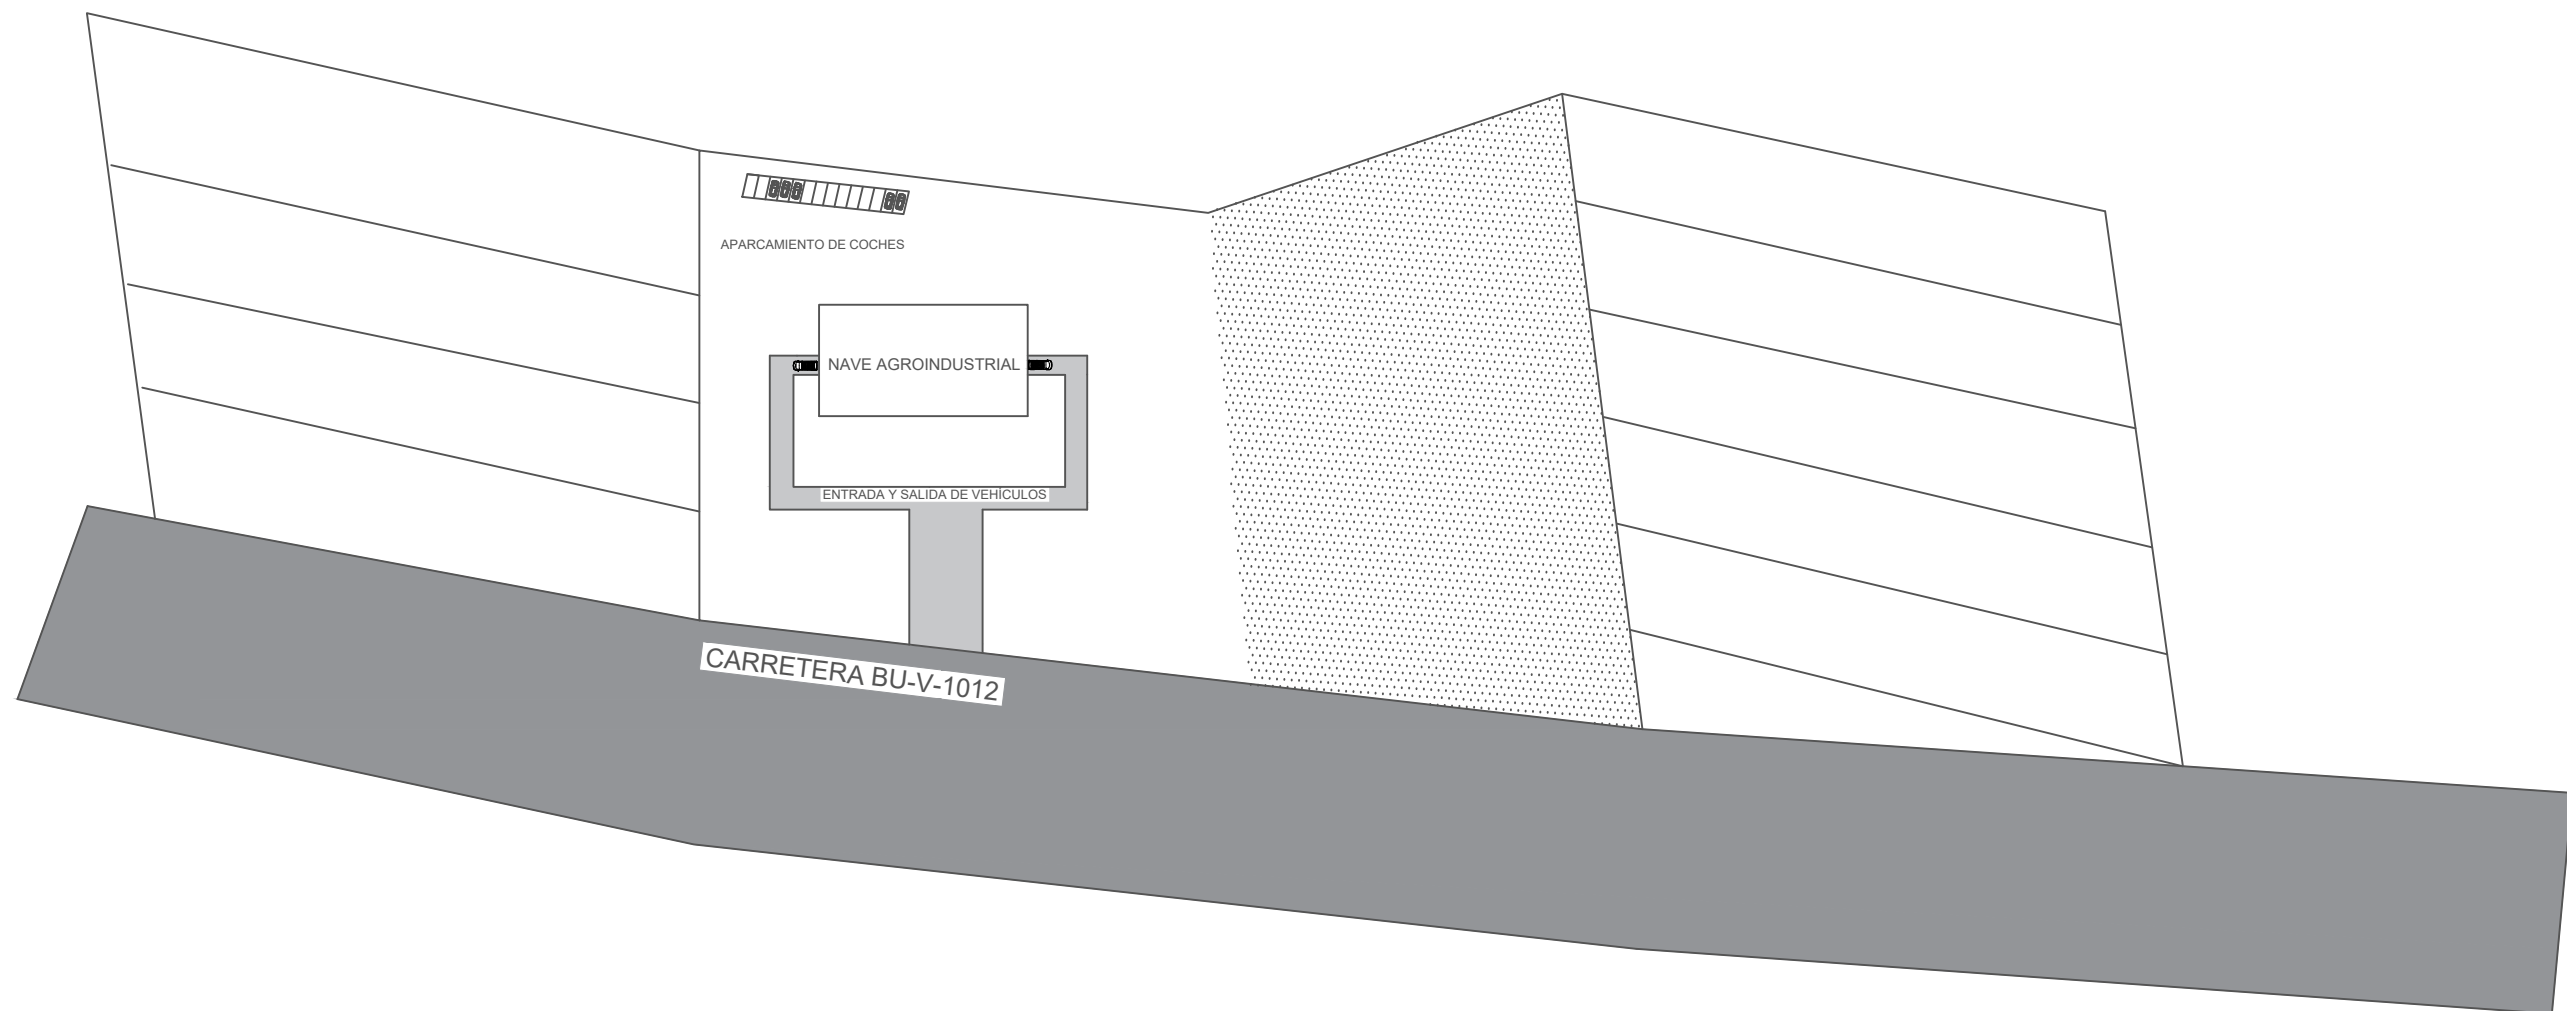 APARCAMIENTO DE COCHES
NAVE AGROINDUSTRIAL
ENTRADA Y SALIDA DE VEHÍCULOS
CARRETERA BU-V-1012